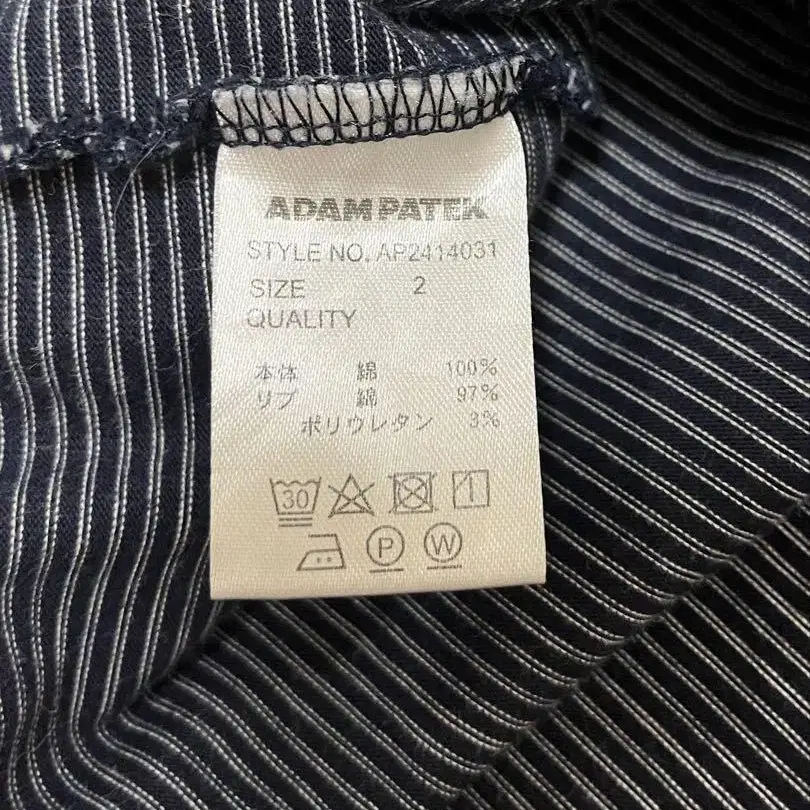 ADAM PATEK
STYLE NO. AP2414031
SIZE 2
QUALITY
本体 綿 100%
リブ 綿 97%
ポリウレタン 3%
30
P W